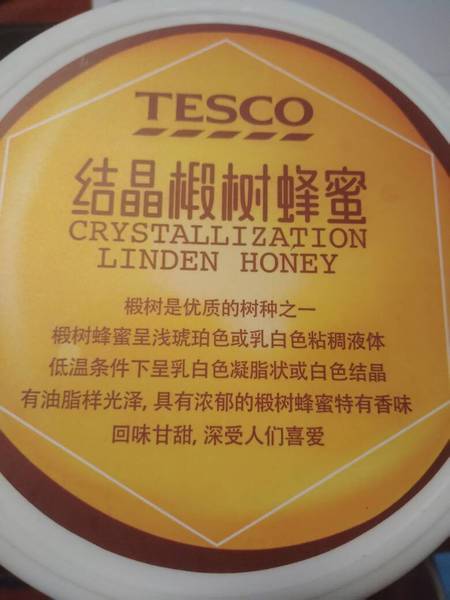 TESCO
结晶椴树蜂蜜
CRYSTALLIZATION
LINDEN HONEY
椴树是优质的树种之一
椴树蜂蜜呈浅琥珀色或乳白色粘稠液体
低温条件下呈乳白色凝脂状或白色结晶
有油脂样光泽, 具有浓郁的椴树蜂蜜特有香味
回味甘甜, 深受人们喜爱